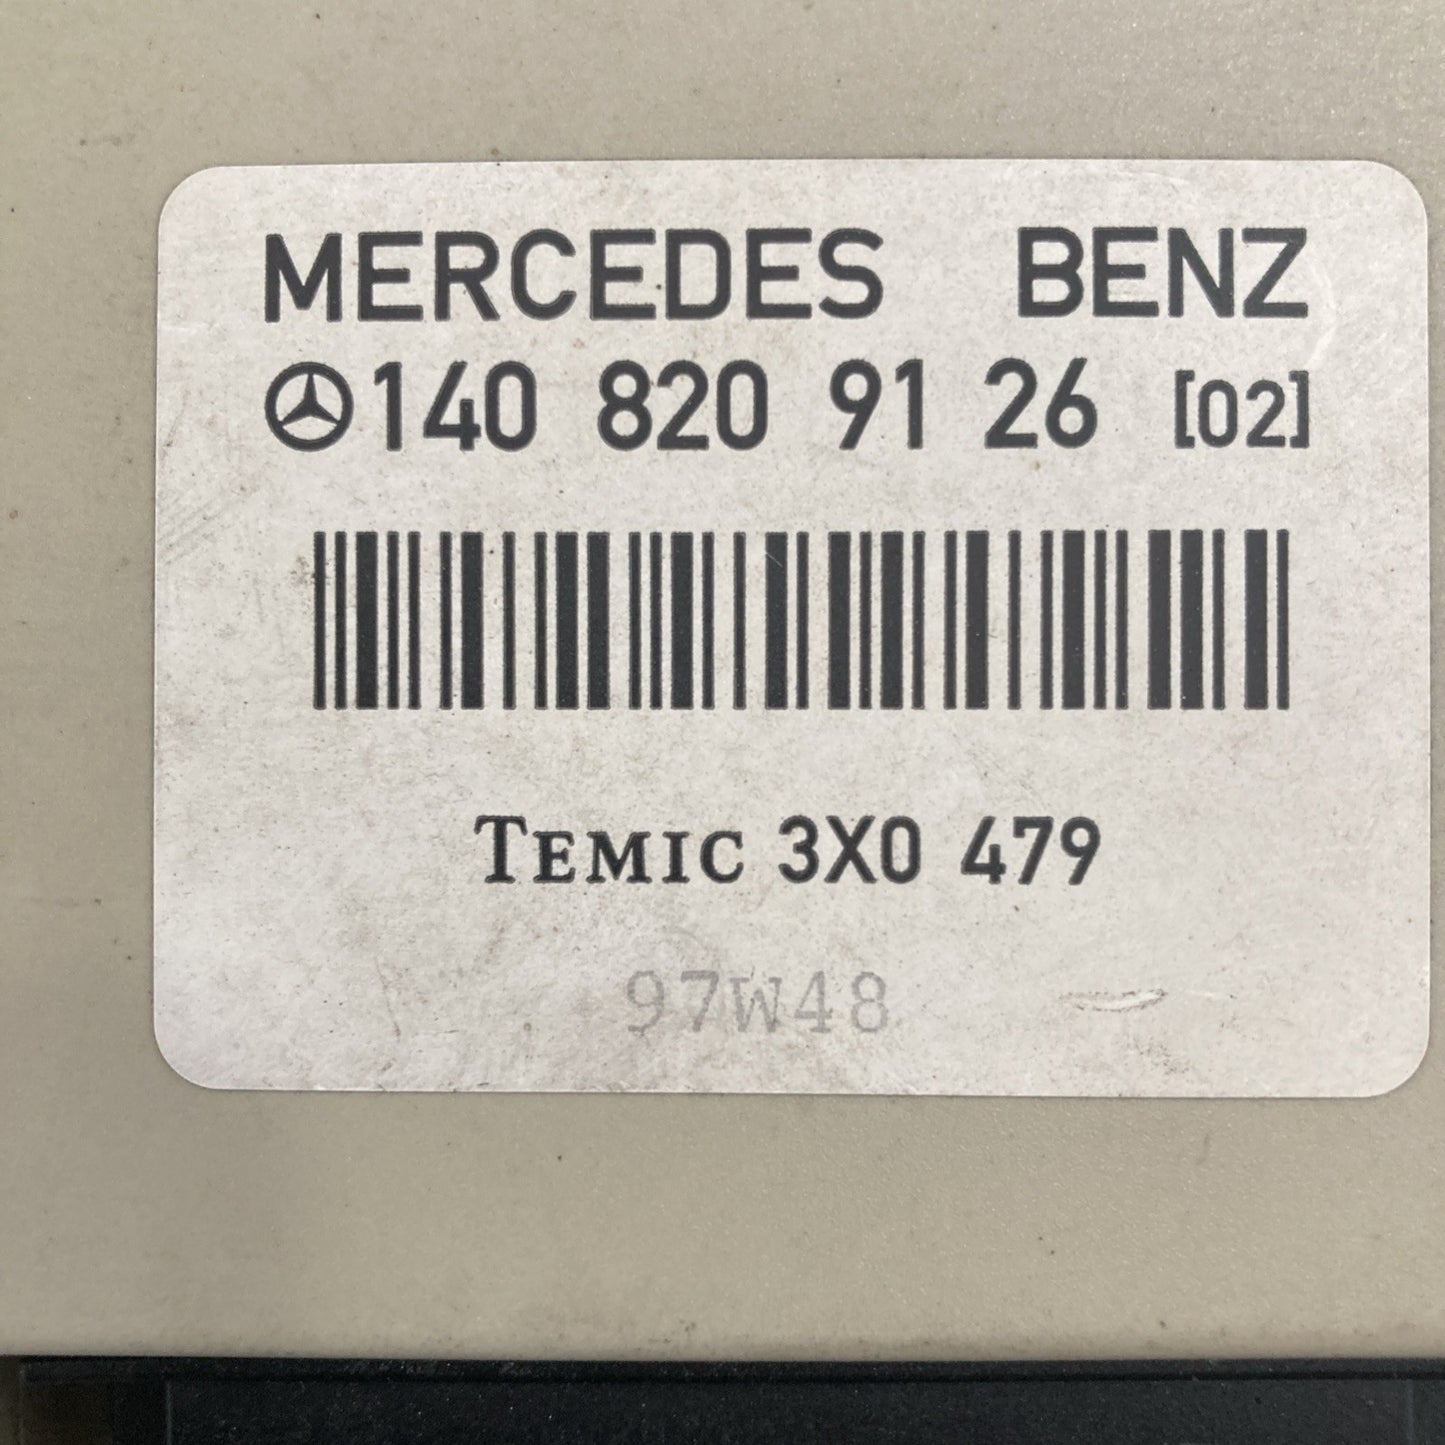 MERCEDES BENZ
140 820 91 26 [02]
TEMIC 3X0 479
97W48